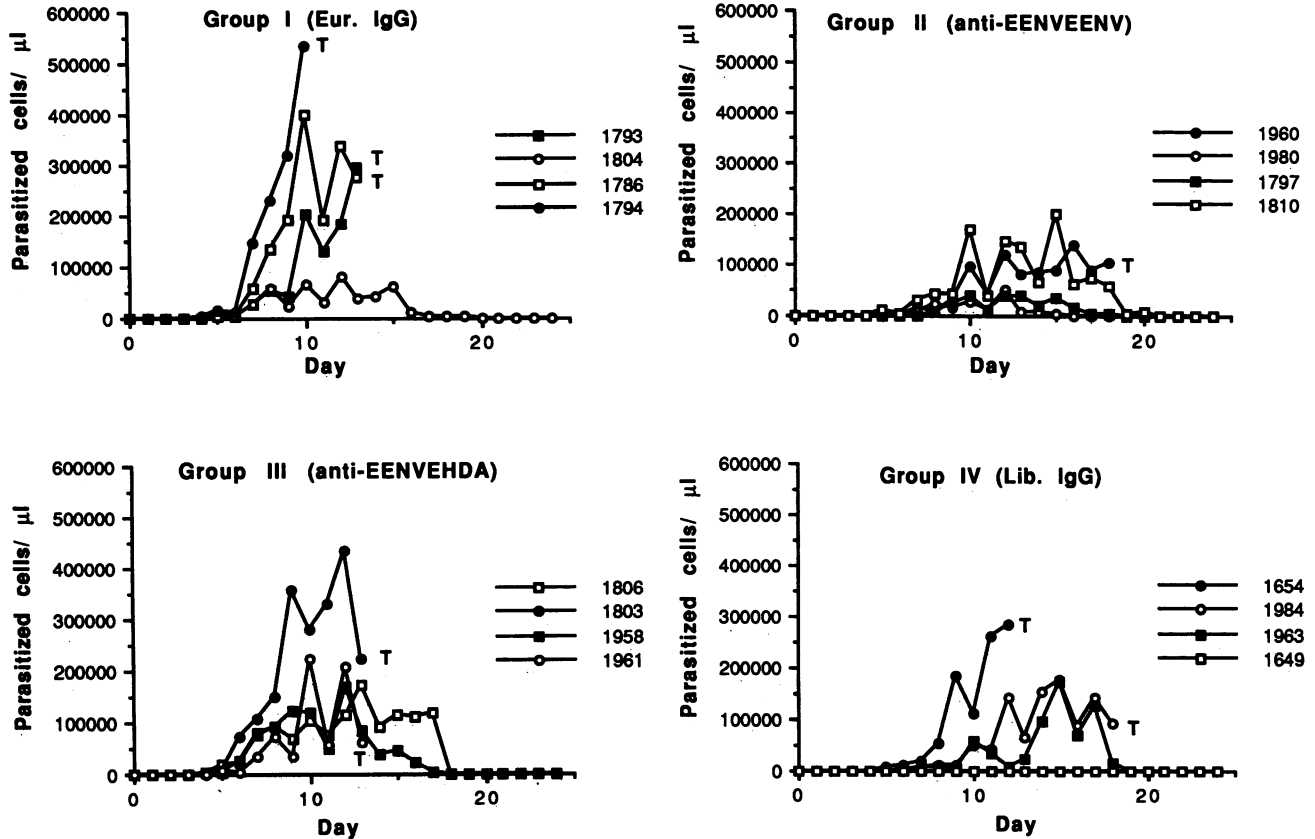 Group I (Eur. IgG)
Parasitized cells/ μl
600000
500000
400000
300000
200000
100000
0
0
10
20
Day
T
T
T
1793
1804
1786
1794
Group II (anti-EENVEENV)
Parasitized cells/ μl
600000
500000
400000
300000
200000
100000
0
0
10
20
Day
T
1960
1980
1797
1810
Group III (anti-EENVEHDA)
Parasitized cells/ μl
600000
500000
400000
300000
200000
100000
0
0
10
20
Day
T
T
1806
1803
1958
1961
Group IV (Lib. IgG)
Parasitized cells/ μl
600000
500000
400000
300000
200000
100000
0
0
10
20
Day
T
T
1654
1984
1963
1649